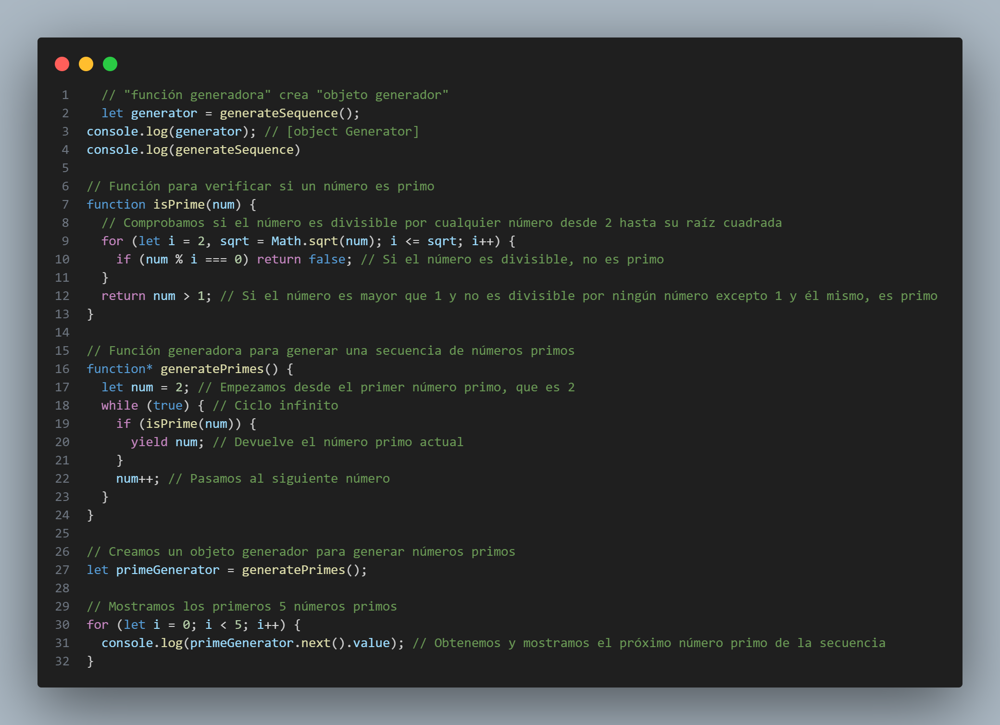 1 // "función generadora" crea "objeto generador"
2 let generator = generateSequence();
3 console.log(generator); // [object Generator]
4 console.log(generateSequence)
5
6 // Función para verificar si un número es primo
7 function isPrime(num) {
8 // Comprobamos si el número es divisible por cualquier número desde 2 hasta su raíz cuadrada
9 for (let i = 2, sqrt = Math.sqrt(num); i <= sqrt; i++) {
10 if (num % i === 0) return false; // Si el número es divisible, no es primo
11 }
12 return num > 1; // Si el número es mayor que 1 y no es divisible por ningún número excepto 1 y él mismo, es primo
13 }
14
15 // Función generadora para generar una secuencia de números primos
16 function* generatePrimes() {
17 let num = 2; // Empezamos desde el primer número primo, que es 2
18 while (true) { // Ciclo infinito
19 if (isPrime(num)) {
20 yield num; // Devuelve el número primo actual
21 }
22 num++; // Pasamos al siguiente número
23 }
24 }
25
26 // Creamos un objeto generador para generar números primos
27 let primeGenerator = generatePrimes();
28
29 // Mostramos los primeros 5 números primos
30 for (let i = 0; i < 5; i++) {
31 console.log(primeGenerator.next().value); // Obtenemos y mostramos el próximo número primo de la secuencia
32 }